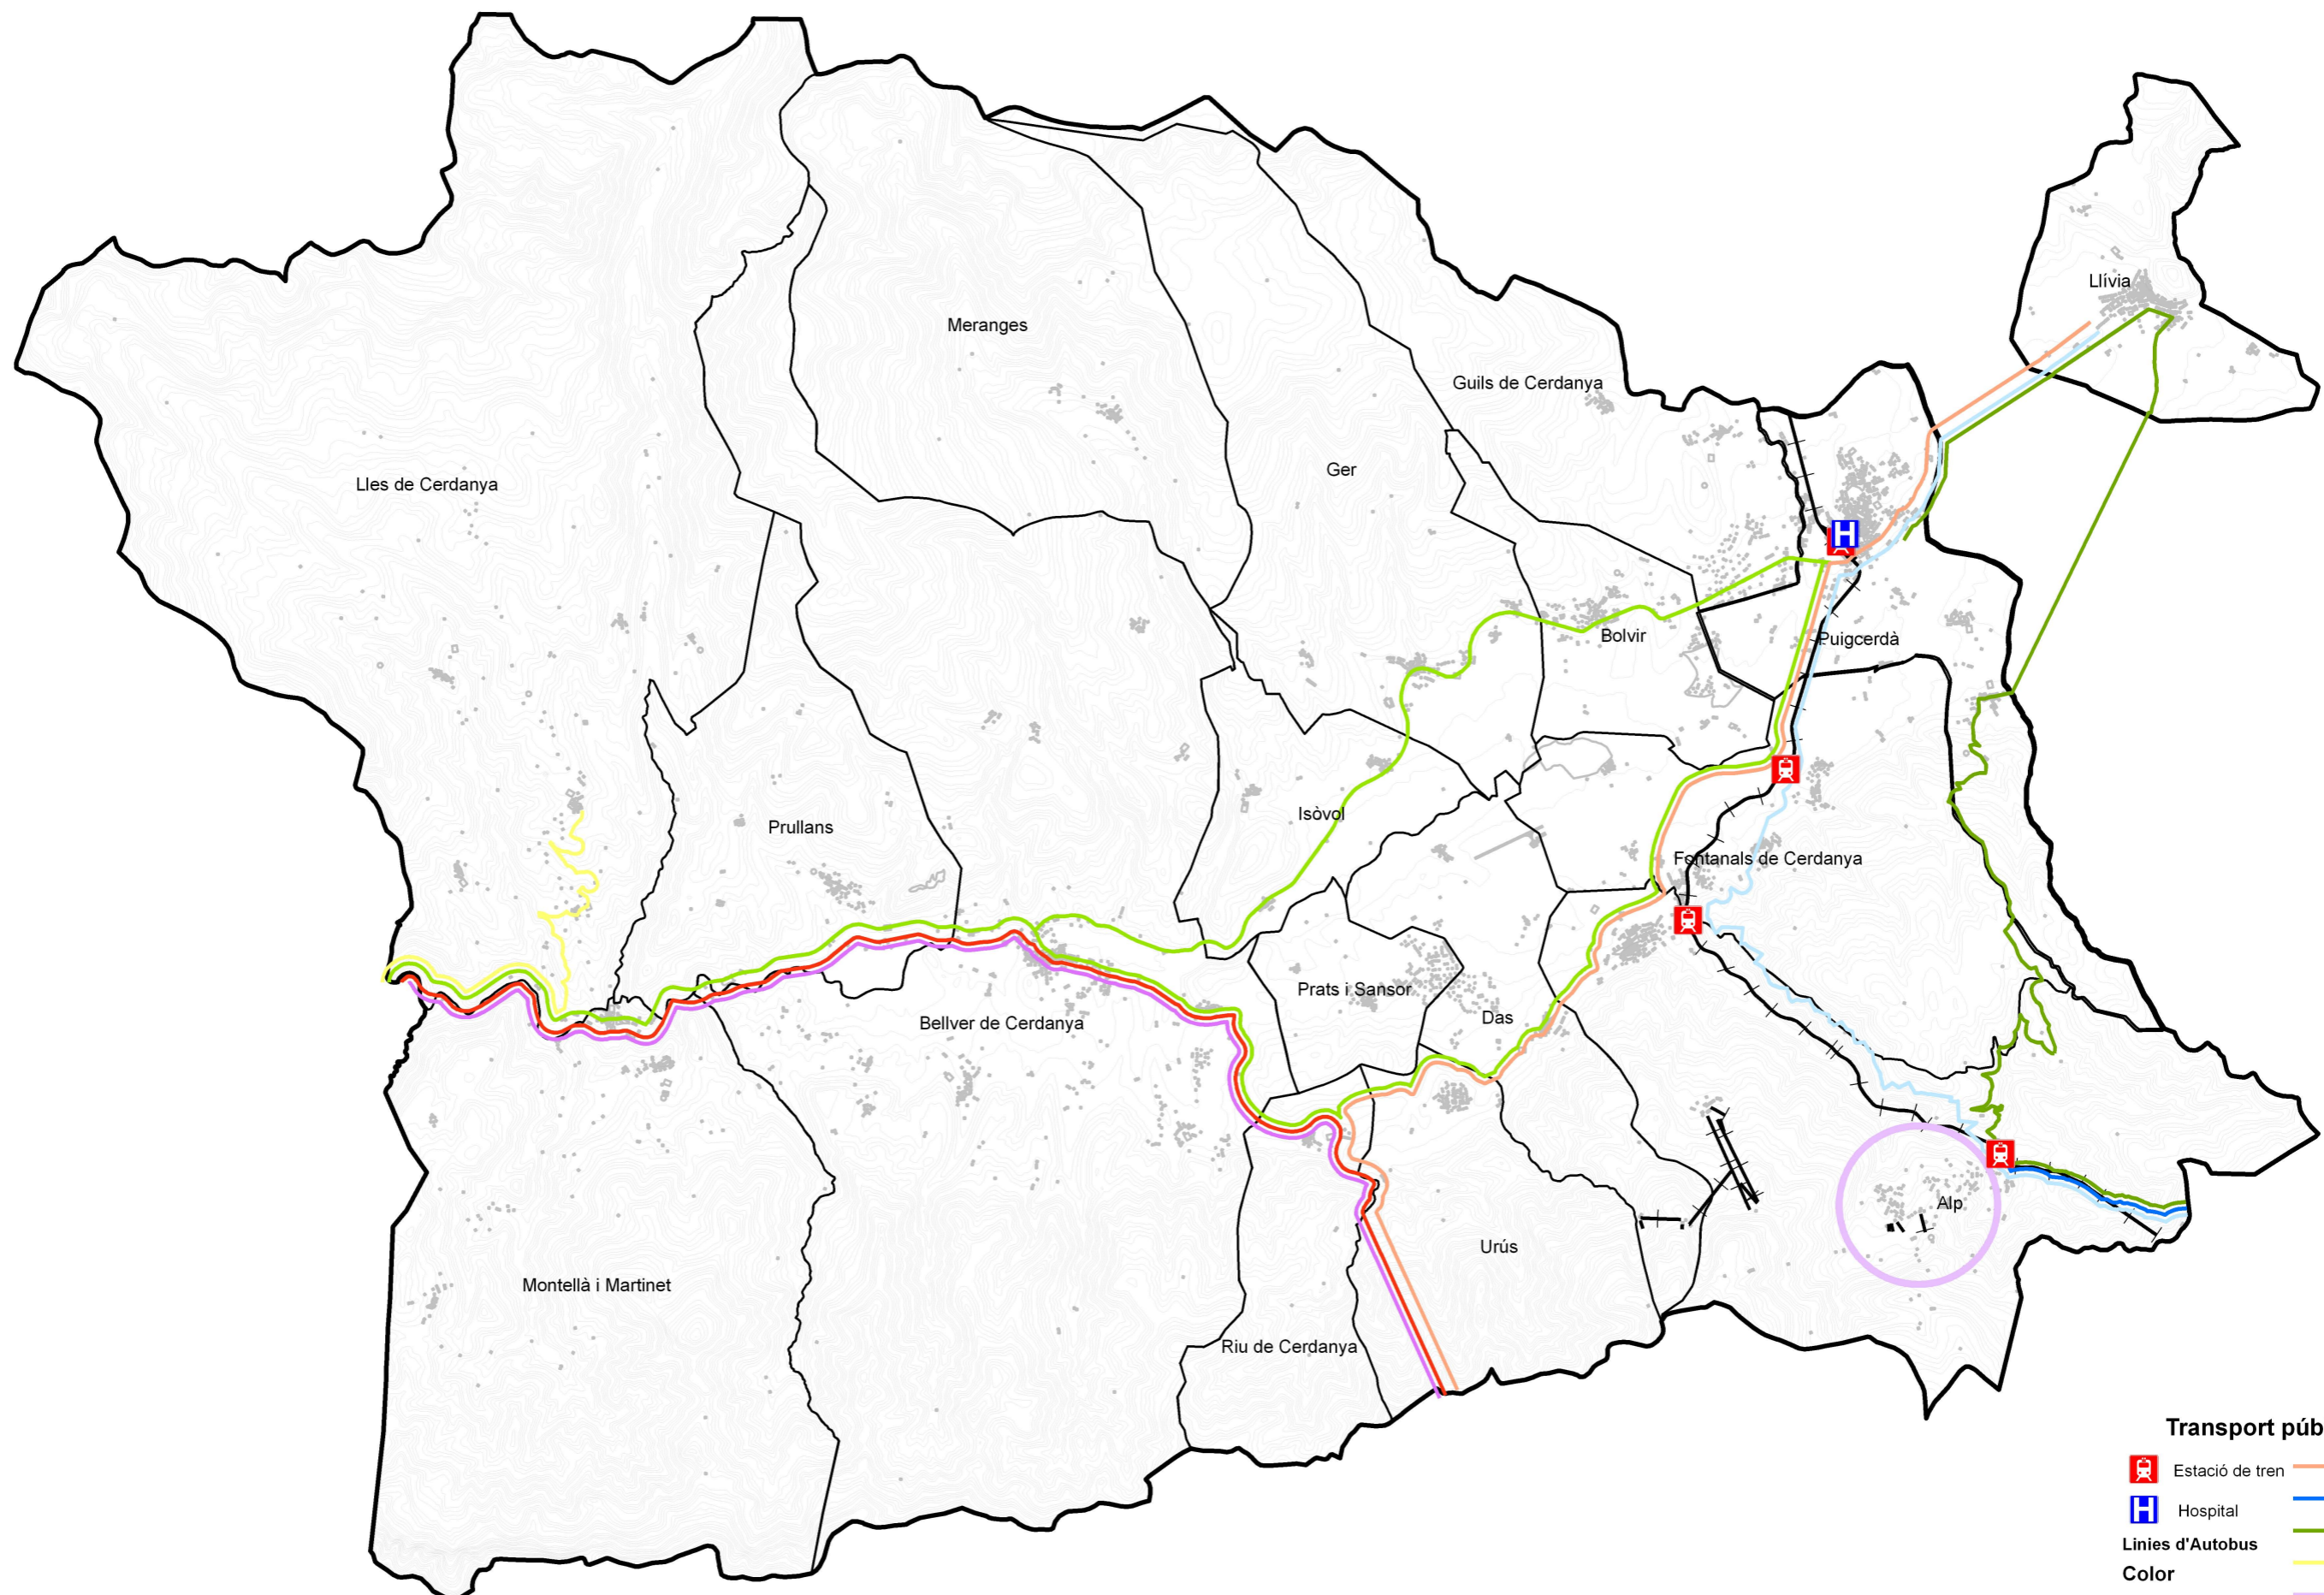 Llívia
Meranges
Guils de Cerdanya
Ger
Lles de Cerdanya
H
Bolvir
Puigcerdà
Isòvol
Prullans
Fontanals de Cerdanya
Prats i Sansor
Das
Bellver de Cerdanya
Alp
Urús
Montellà i Martinet
Riu de Cerdanya
Transport púb
Estació de tren
H Hospital
Linies d'Autobus
Color